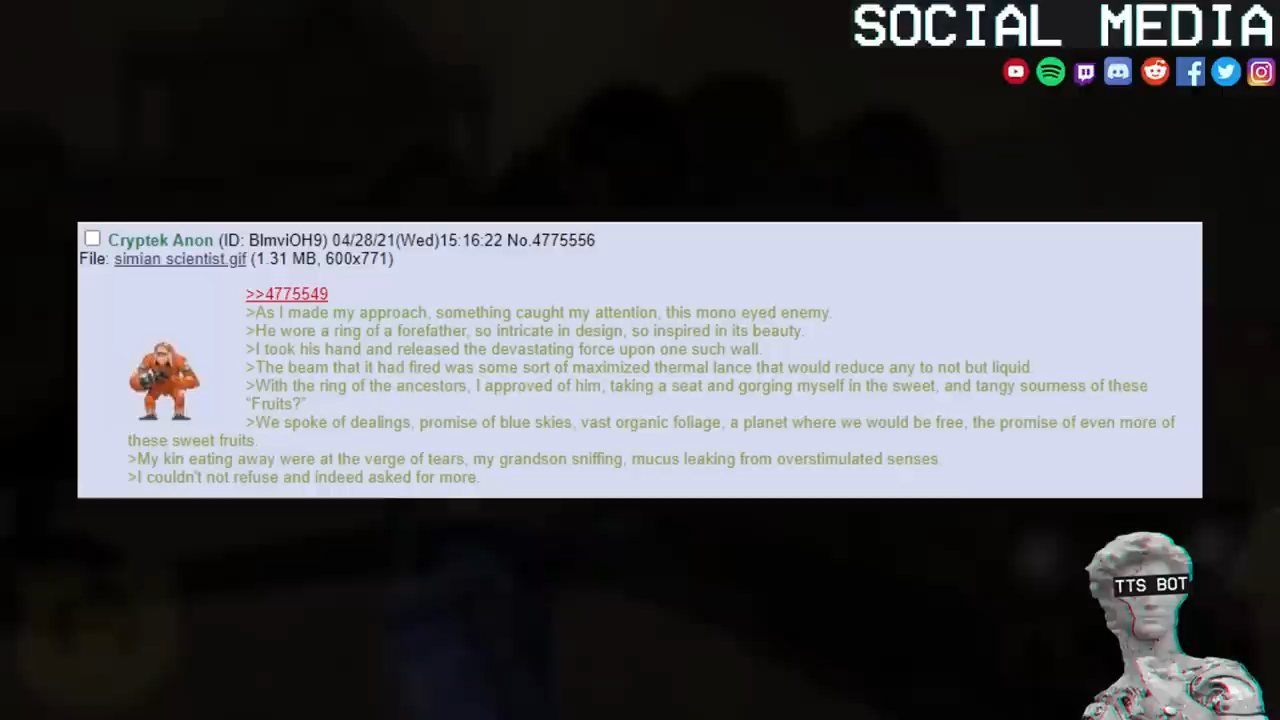 SOCIAL MEDIA
Cryptek Anon (ID: BlmviOH9) 04/28/21(Wed)15:16:22 No.4775556
File: simian scientist.gif (1.31 MB, 600x771)
>>4775549
>As I made my approach, something caught my attention, this mono eyed enemy.
>He wore a ring of a forefather, so intricate in design, so inspired in its beauty.
>I took his hand and released the devastating force upon one such wall.
>The beam that it had fired was some sort of maximized thermal lance that would reduce any to not but liquid.
>With the ring of the ancestors, I approved of him, taking a seat and gorging myself in the sweet, and tangy sourness of these
“Fruits?”
>We spoke of dealings, promise of blue skies, vast organic foliage, a planet where we would be free, the promise of even more of
these sweet fruits.
>My kin eating away were at the verge of tears, my grandson sniffing, mucus leaking from overstimulated senses.
>I couldn't not refuse and indeed asked for more.
TTS BOT